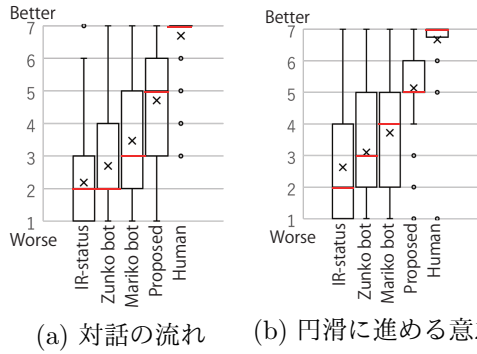 Better
Better
7
6
5
4
3
2
1
7
6
5
4
3
2
1
Worse
Worse
IR-status
Zunko bot
Mariko bot
Proposed
Human
IR-status
Zunko bot
Mariko bot
Proposed
Human
(a) 対話の流れ
(b) 円滑に進める意